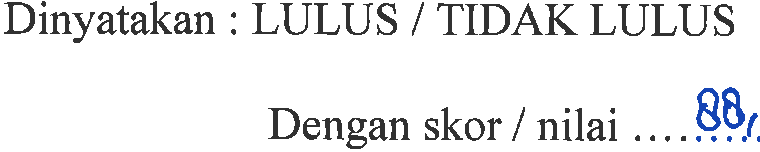 Dinyatakan : LULUS / TIDAK LULUS
Dengan skor / nilai ....88,....